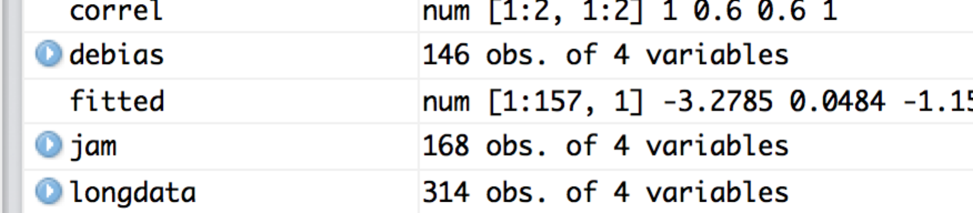 correl num [1:2, 1:2] 1 0.6 0.6 1
debias 146 obs. of 4 variables
fitted num [1:157, 1] -3.2785 0.0484 -1.15
jam 168 obs. of 4 variables
longdata 314 obs. of 4 variables